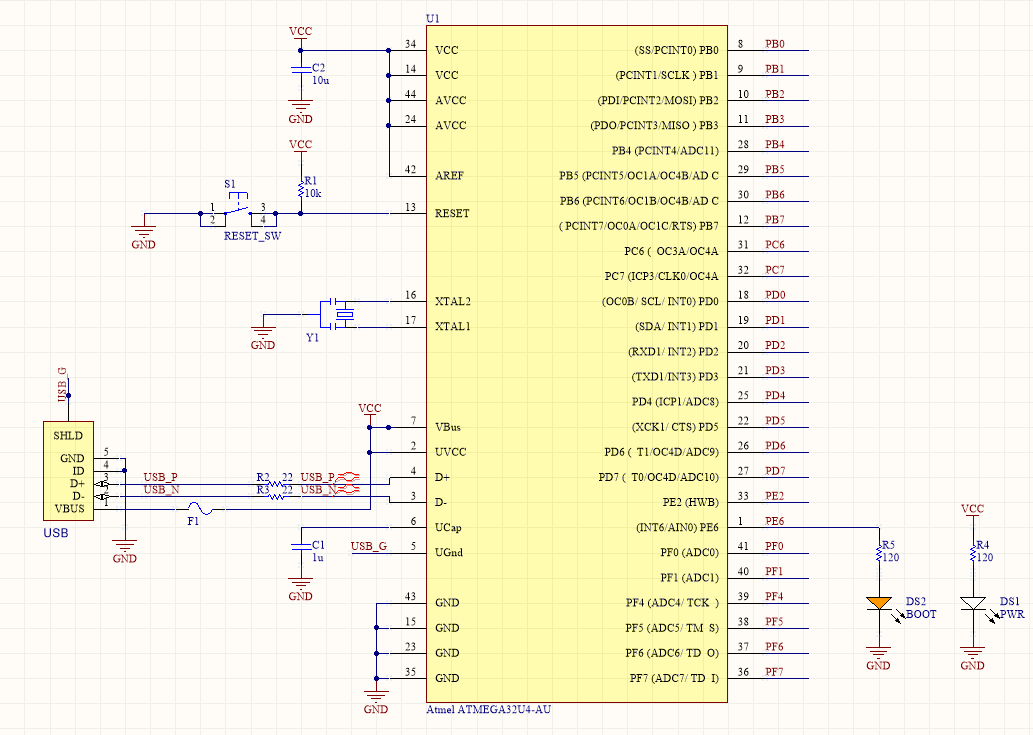 U1
VCC
34 VCC
14 VCC
44 AVCC
24 AVCC
42 AREF
C2
10u
GND
VCC
R1
10k
S1
1
2
3
4
RESET_SW
GND
13 RESET
16 XTAL2
17 XTAL1
Y1
GND
USB_G
SHLD
GND 5
ID 4
D+ 3
D- 2
VBUS 1
USB
USB_P
USB_N
R2 22
R3 22
USB_P
USB_N
F1
GND
VCC
7 VBus
2 UVCC
4 D+
3 D-
6 UCap
5 UGnd
USB_G
C1
1u
GND
43 GND
15 GND
23 GND
35 GND
GND
(SS/PCINT0) PB0 8 PB0
(PCINT1/SCLK ) PB1 9 PB1
(PDI/PCINT2/MOSI) PB2 10 PB2
(PDO/PCINT3/MISO ) PB3 11 PB3
PB4 (PCINT4/ADC11) 28 PB4
PB5 (PCINT5/OC1A/OC4B/AD C 29 PB5
PB6 (PCINT6/OC1B/OC4B/AD C 30 PB6
( PCINT7/OC0A/OC1C/RTS) PB7 12 PB7
PC6 ( OC3A/OC4A 31 PC6
PC7 (ICP3/CLK0/OC4A 32 PC7
(OC0B/ SCL/ INT0) PD0 18 PD0
(SDA/ INT1) PD1 19 PD1
(RXD1/ INT2) PD2 20 PD2
(TXD1/INT3) PD3 21 PD3
PD4 (ICP1/ADC8) 25 PD4
(XCK1/ CTS) PD5 22 PD5
PD6 ( T1/OC4D/ADC9) 26 PD6
PD7 ( T0/OC4D/ADC10) 27 PD7
PE2 (HWB) 33 PE2
(INT6/AIN0) PE6 1 PE6
PF0 (ADC0) 41 PF0
PF1 (ADC1) 40 PF1
PF4 (ADC4/ TCK ) 39 PF4
PF5 (ADC5/ TM S) 38 PF5
PF6 (ADC6/ TD O) 37 PF6
PF7 (ADC7/ TD I) 36 PF7
Atmel ATMEGA32U4-AU
R5
120
DS2
BOOT
GND
VCC
R4
120
DS1
PWR
GND